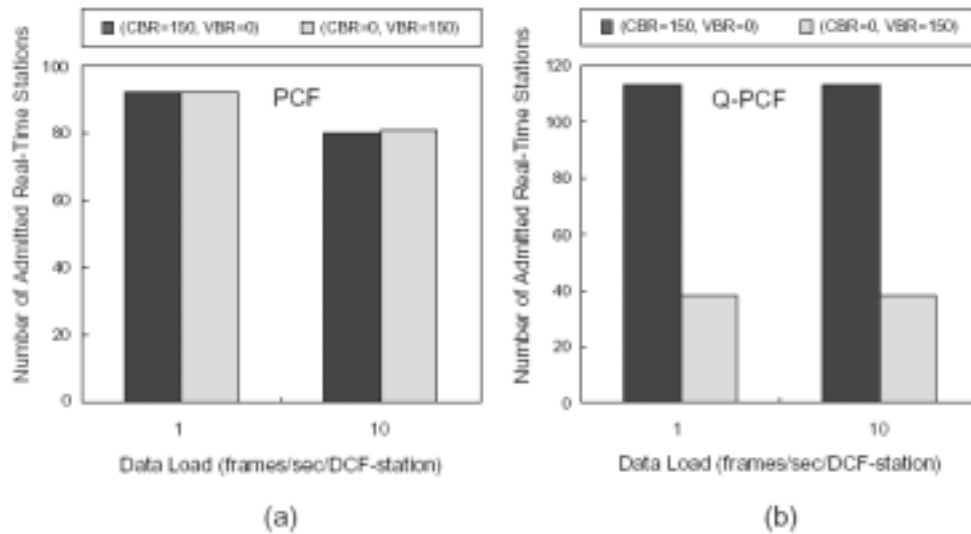 (CBR=150, VBR=0) (CBR=0, VBR=150)
Number of Admitted Real-Time Stations
100
80
60
40
20
0
PCF
1 10
Data Load (frames/sec/DCF-station)
(a)
(CBR=150, VBR=0) (CBR=0, VBR=150)
Number of Admitted Real-Time Stations
120
100
80
60
40
20
0
Q-PCF
1 10
Data Load (frames/sec/DCF-station)
(b)